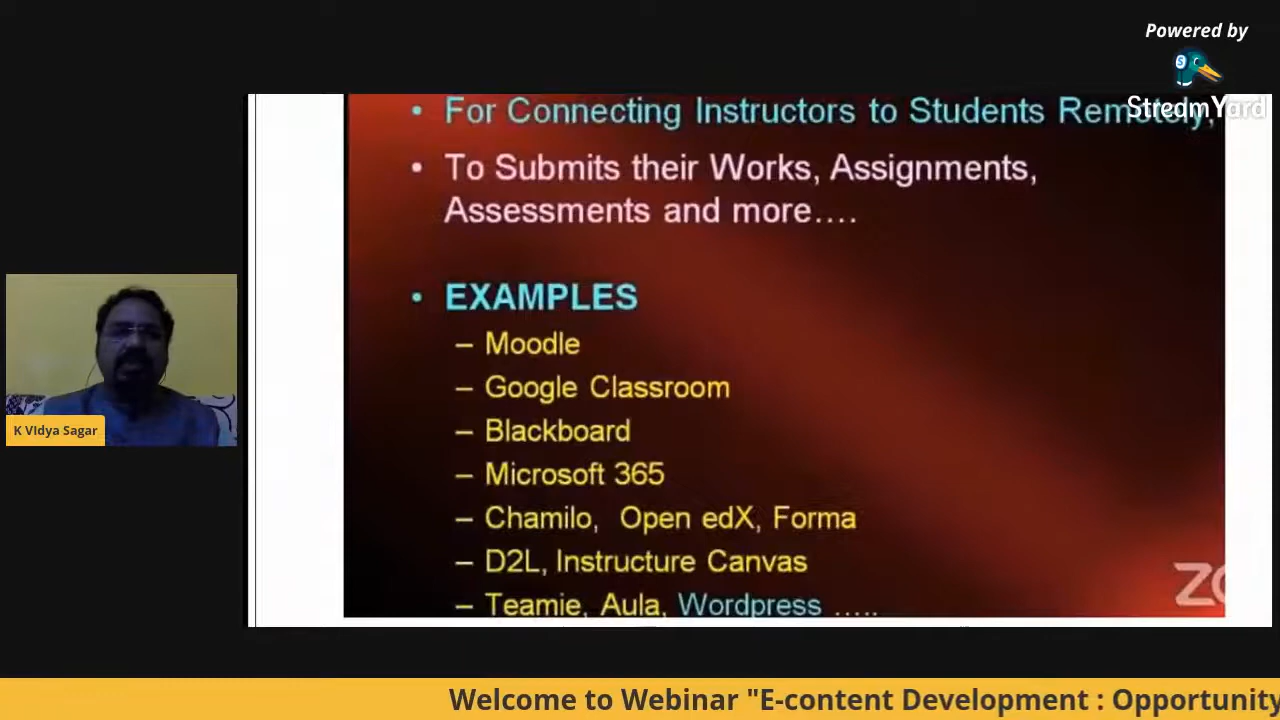 Powered by
StreamYard
• For Connecting Instructors to Students Remotely,
• To Submits their Works, Assignments,
Assessments and more....
• EXAMPLES
– Moodle
– Google Classroom
– Blackboard
– Microsoft 365
– Chamilo, Open edX, Forma
– D2L, Instructure Canvas
– Teamie, Aula, Wordpress .....
K VIdya Sagar
Welcome to Webinar "E-content Development : Opportunity